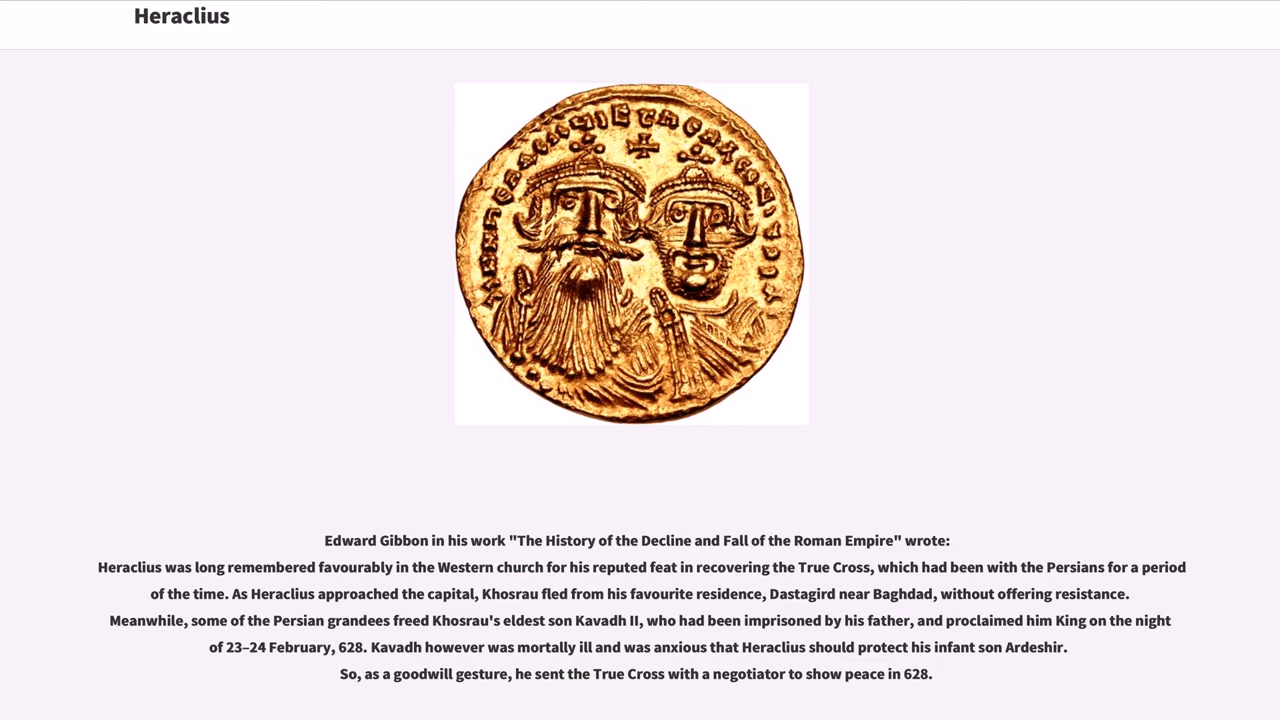 Heraclius
Edward Gibbon in his work "The History of the Decline and Fall of the Roman Empire" wrote:
Heraclius was long remembered favourably in the Western church for his reputed feat in recovering the True Cross, which had been with the Persians for a period
of the time. As Heraclius approached the capital, Khosrau fled from his favourite residence, Dastagird near Baghdad, without offering resistance.
Meanwhile, some of the Persian grandees freed Khosrau's eldest son Kavadh II, who had been imprisoned by his father, and proclaimed him King on the night
of 23–24 February, 628. Kavadh however was mortally ill and was anxious that Heraclius should protect his infant son Ardeshir.
So, as a goodwill gesture, he sent the True Cross with a negotiator to show peace in 628.